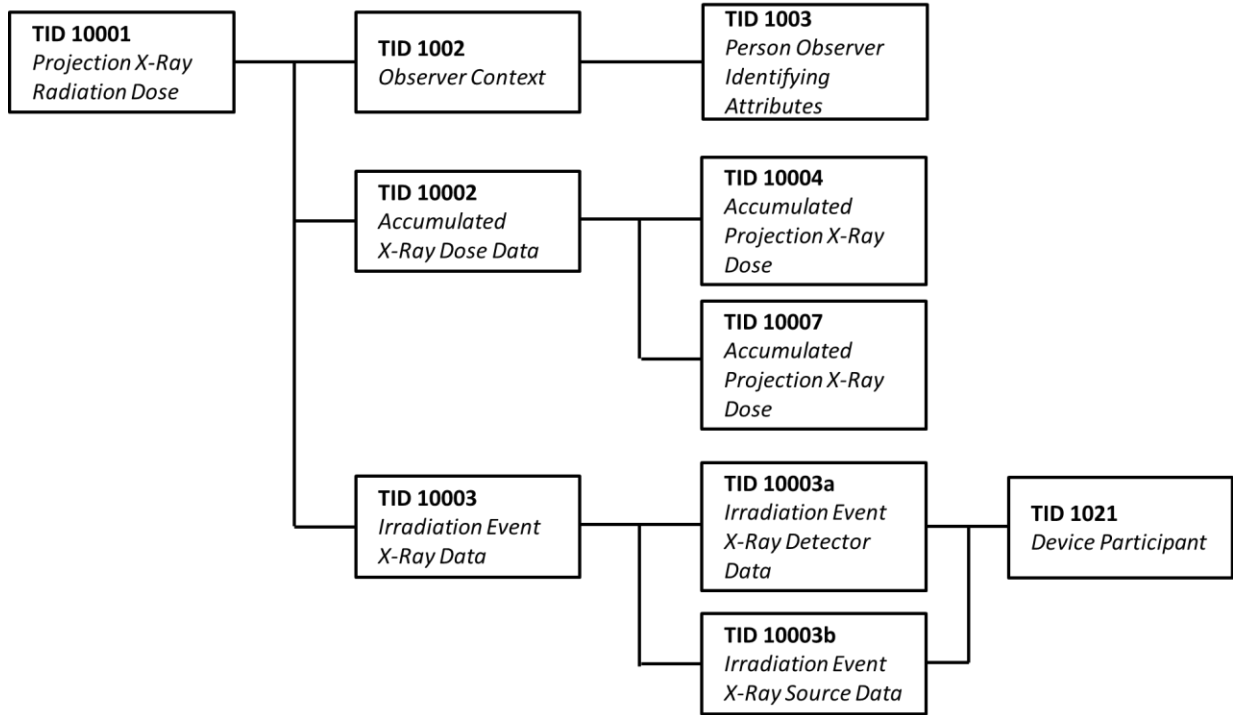 TID 10001
Projection X-Ray
Radiation Dose
TID 1002
Observer Context
TID 1003
Person Observer
Identifying
Attributes
TID 10002
Accumulated
X-Ray Dose Data
TID 10004
Accumulated
Projection X-Ray
Dose
TID 10007
Accumulated
Projection X-Ray
Dose
TID 10003
Irradiation Event
X-Ray Data
TID 10003a
Irradiation Event
X-Ray Detector
Data
TID 10003b
Irradiation Event
X-Ray Source Data
TID 1021
Device Participant